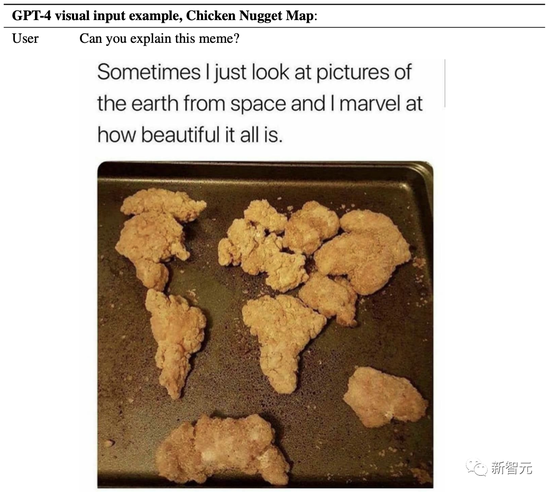 GPT-4 visual input example, Chicken Nugget Map:
User Can you explain this meme?
Sometimes I just look at pictures of
the earth from space and I marvel at
how beautiful it all is.
新智元